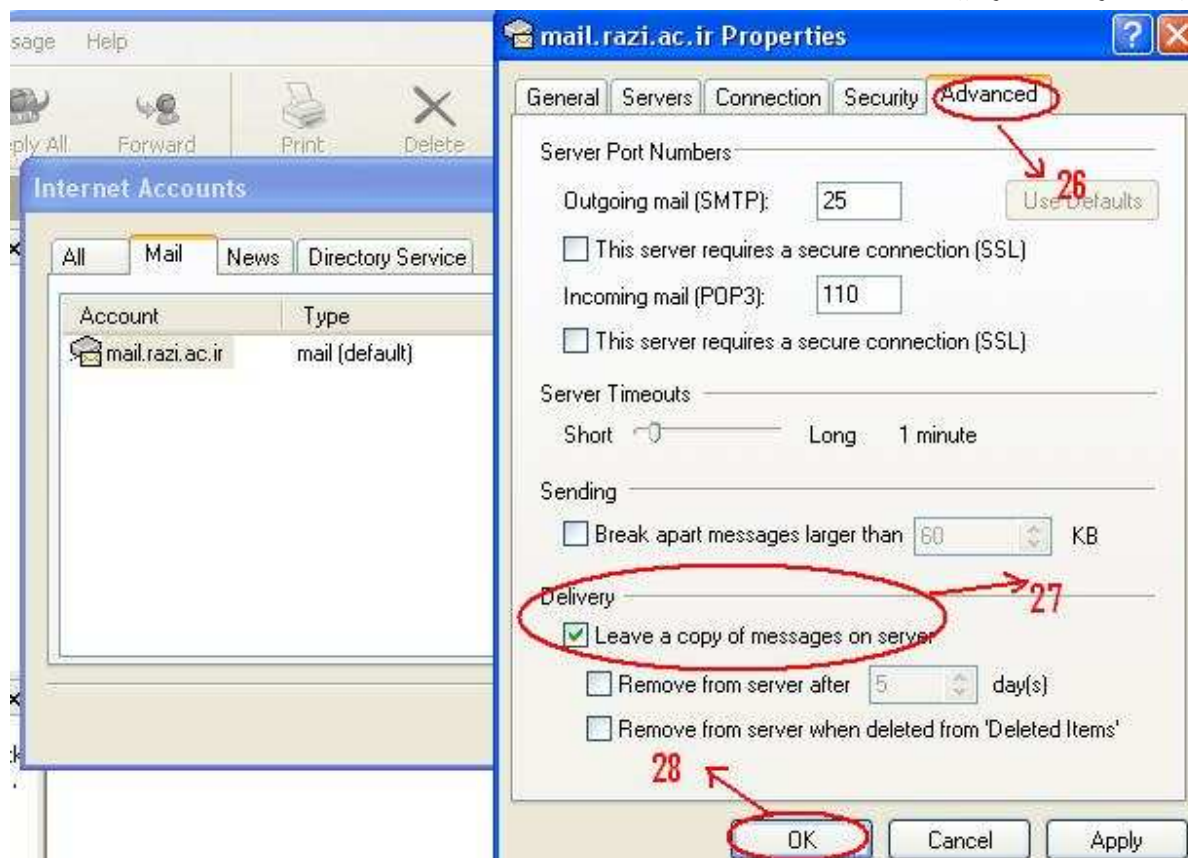 sage Help
ply All Forward Print Delete
Internet Accounts
All Mail News Directory Service
Account Type
mail.razi.ac.ir mail (default)
mail.razi.ac.ir Properties
General Servers Connection Security Advanced
26
Server Port Numbers
Outgoing mail (SMTP): 25 Use Defaults
This server requires a secure connection (SSL)
Incoming mail (POP3): 110
This server requires a secure connection (SSL)
Server Timeouts
Short Long 1 minute
Sending
Break apart messages larger than 60 KB
Delivery
27
Leave a copy of messages on server
Remove from server after 5 day(s)
Remove from server when deleted from 'Deleted Items'
28
OK Cancel Apply